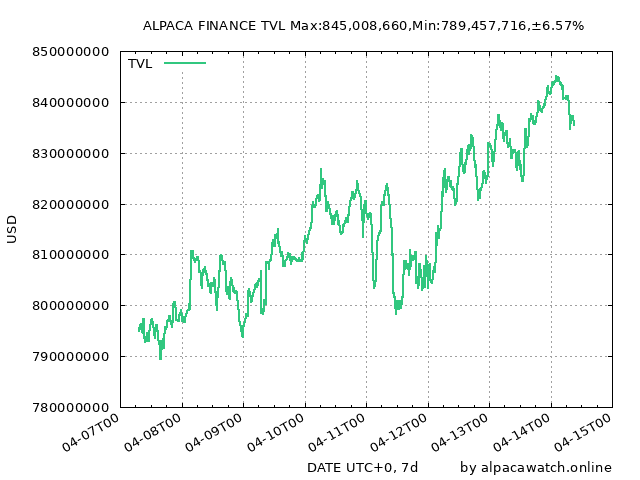 ALPACA FINANCE TVL Max:845,008,660,Min:789,457,716,±6.57%
850000000
TVL
840000000
830000000
820000000
USD
810000000
800000000
790000000
780000000
04-07T00 04-08T00 04-09T00 04-10T00 04-11T00 04-12T00 04-13T00 04-14T00 04-15T00
DATE UTC+0, 7d by alpacawatch.online